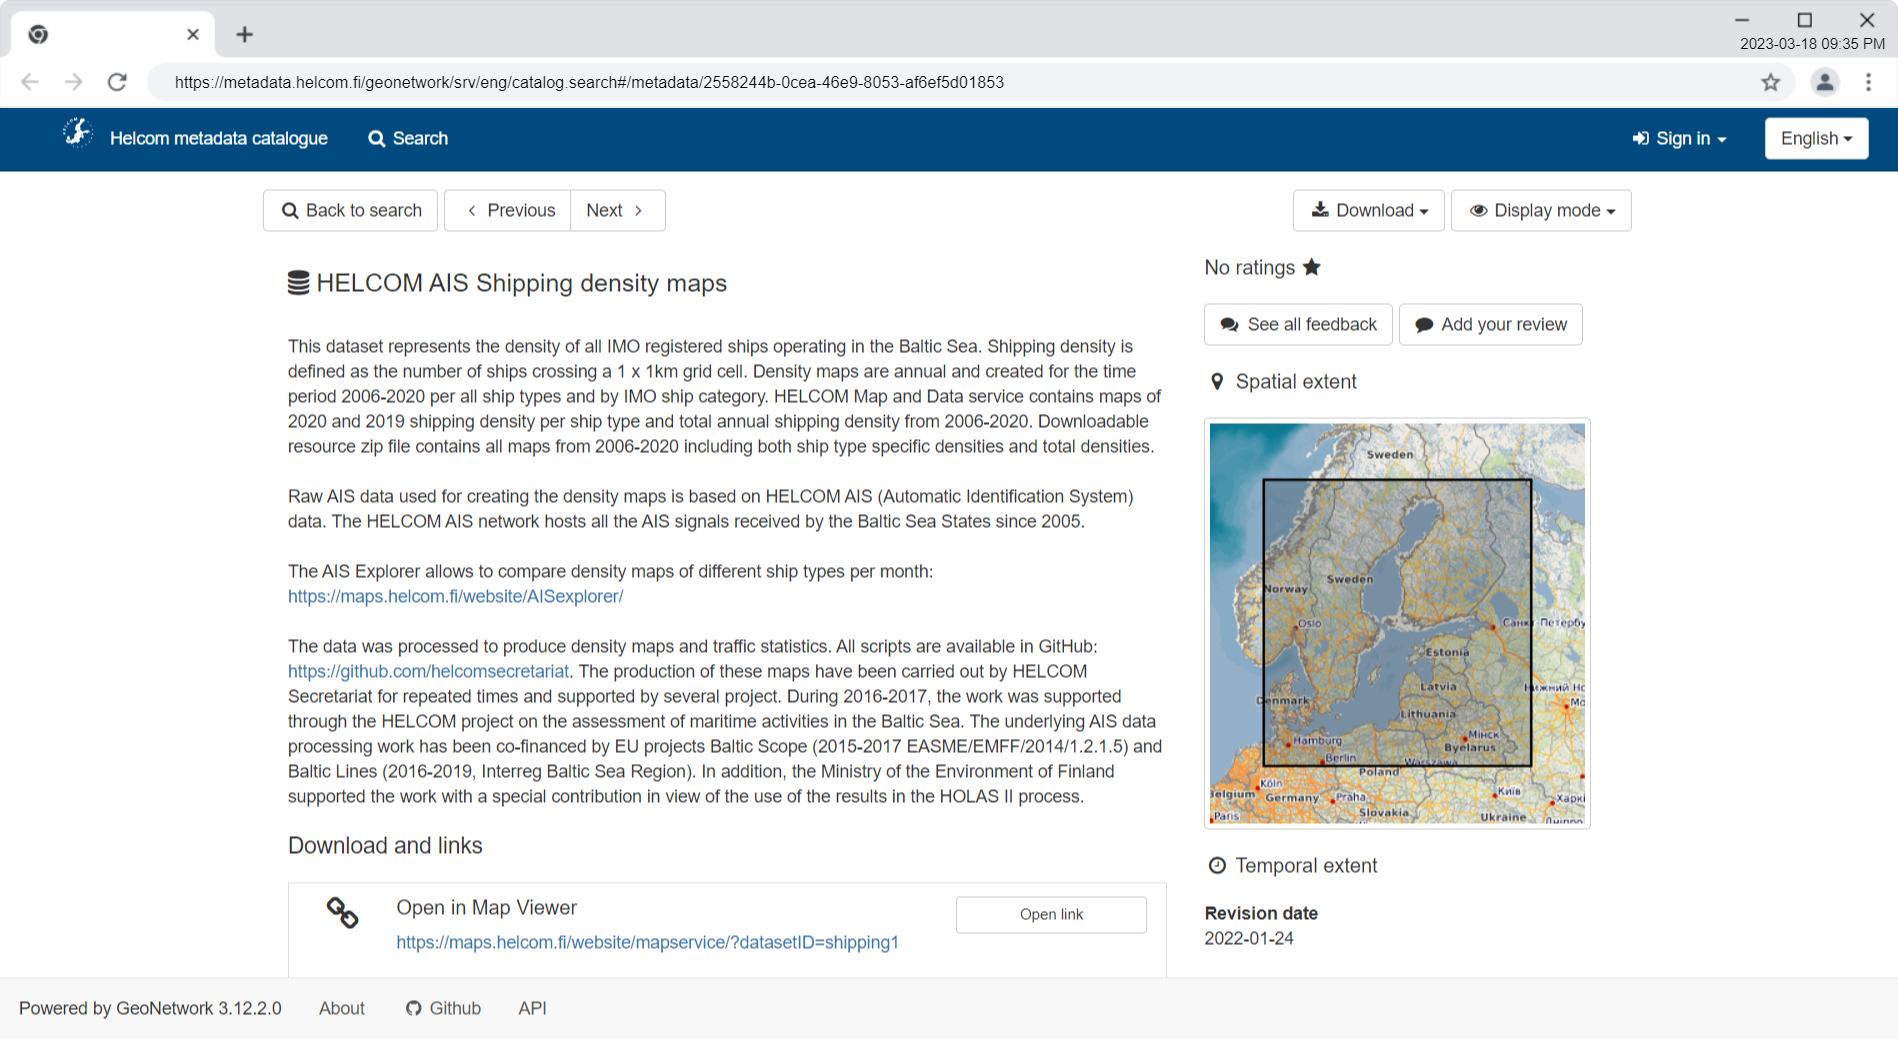 2023-03-18 09:35 PM
https://metadata.helcom.fi/geonetwork/srv/eng/catalog.search#/metadata/2558244b-0cea-46e9-8053-af6ef5d01853
Helcom metadata catalogue
Search
Sign in
English
Back to search
Previous
Next
Download
Display mode
HELCOM AIS Shipping density maps
This dataset represents the density of all IMO registered ships operating in the Baltic Sea. Shipping density is
defined as the number of ships crossing a 1 x 1km grid cell. Density maps are annual and created for the time
period 2006-2020 per all ship types and by IMO ship category. HELCOM Map and Data service contains maps of
2020 and 2019 shipping density per ship type and total annual shipping density from 2006-2020. Downloadable
resource zip file contains all maps from 2006-2020 including both ship type specific densities and total densities.
Raw AIS data used for creating the density maps is based on HELCOM AIS (Automatic Identification System)
data. The HELCOM AIS network hosts all the AIS signals received by the Baltic Sea States since 2005.
The AIS Explorer allows to compare density maps of different ship types per month:
https://maps.helcom.fi/website/AISexplorer/
The data was processed to produce density maps and traffic statistics. All scripts are available in GitHub:
https://github.com/helcomsecretariat. The production of these maps have been carried out by HELCOM
Secretariat for repeated times and supported by several project. During 2016-2017, the work was supported
through the HELCOM project on the assessment of maritime activities in the Baltic Sea. The underlying AIS data
processing work has been co-financed by EU projects Baltic Scope (2015-2017 EASME/EMFF/2014/1.2.1.5) and
Baltic Lines (2016-2019, Interreg Baltic Sea Region). In addition, the Ministry of the Environment of Finland
supported the work with a special contribution in view of the use of the results in the HOLAS II process.
Download and links
Open in Map Viewer
Open link
https://maps.helcom.fi/website/mapservice/?datasetID=shipping1
No ratings
See all feedback
Add your review
Spatial extent
Sweden
Sweden
Norway
Oslo
Estonia
Latvia
Denmark
Lithuania
Hamburg
Мінск
Byelarus
Berlin
Warszawa
Poland
Köln
elgium
Germany
Praha
Київ
Харкі
Paris
Slovakia
Ukraine
Temporal extent
Revision date
2022-01-24
Powered by GeoNetwork 3.12.2.0
About
Github
API